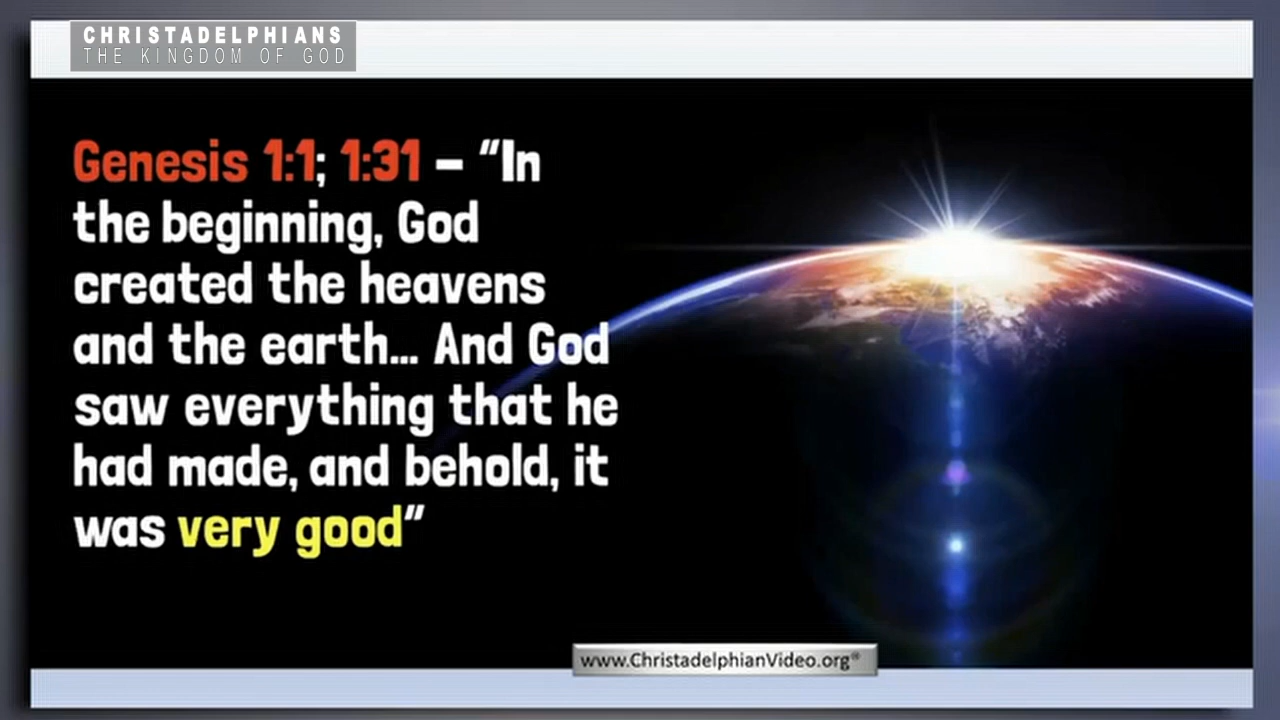 CHRISTADELPHIANS
THE KINGDOM OF GOD
Genesis 1:1; 1:31 – “In
the beginning, God
created the heavens
and the earth... And God
saw everything that he
had made, and behold, it
was very good”
www.ChristadelphianVideo.org®